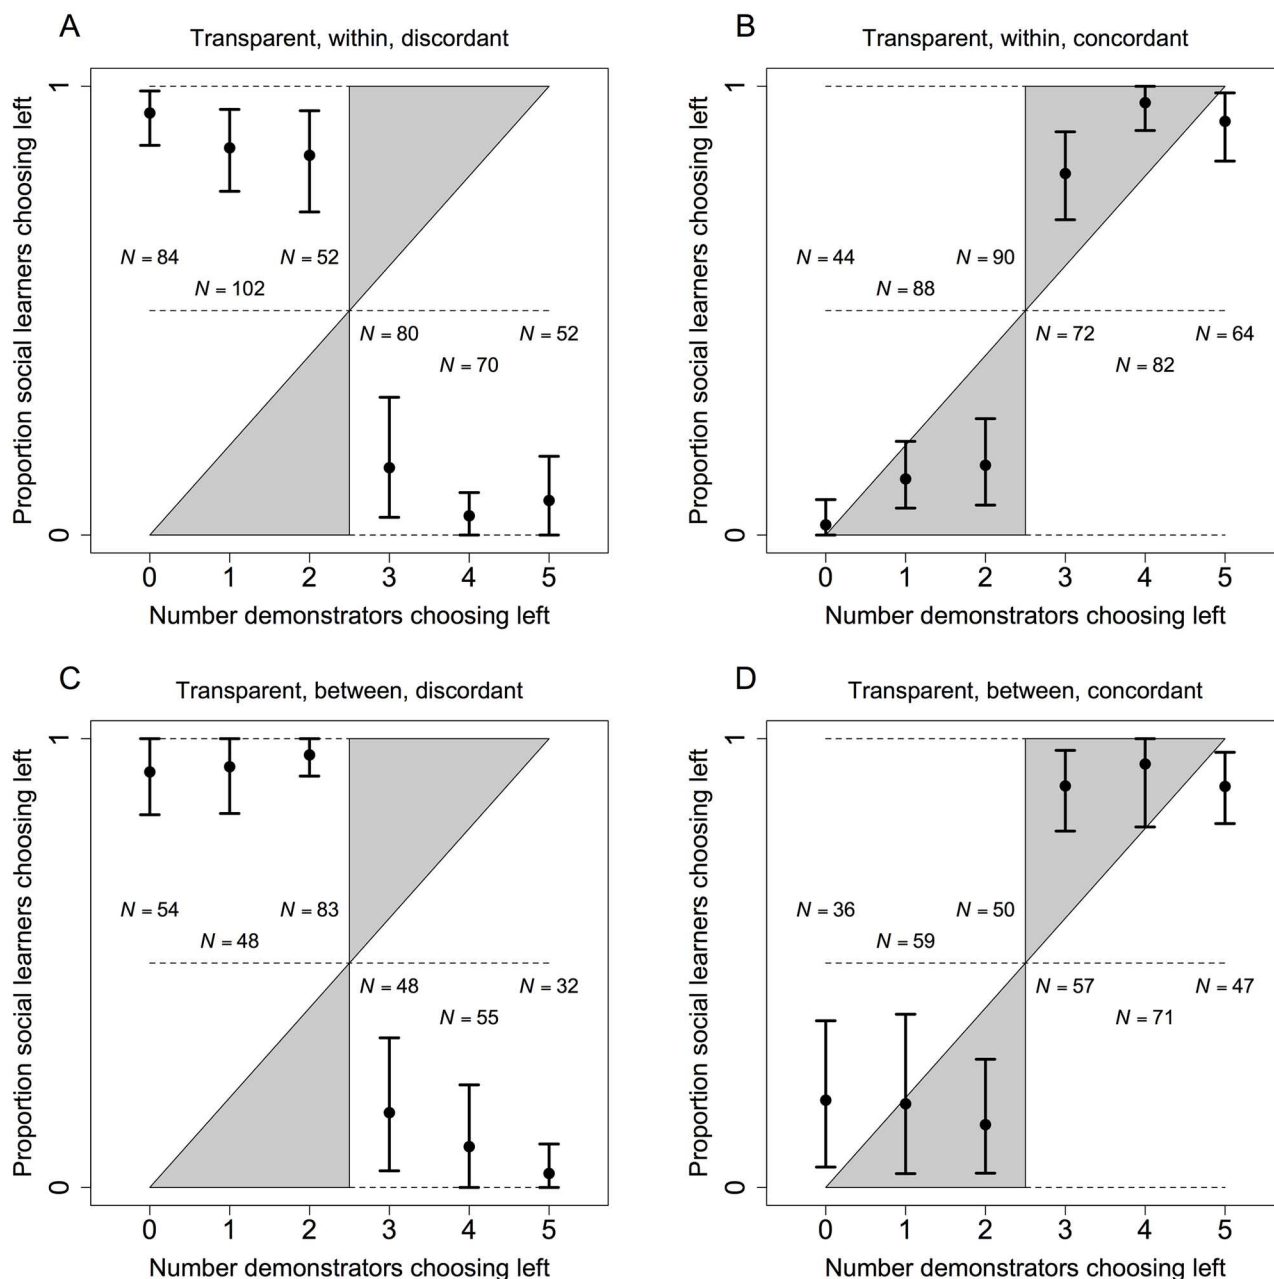 A
Transparent, within, discordant
Proportion social learners choosing left
1
0
N = 84
N = 52
N = 102
N = 80
N = 52
N = 70
0 1 2 3 4 5
Number demonstrators choosing left
B
Transparent, within, concordant
Proportion social learners choosing left
1
0
N = 44
N = 90
N = 88
N = 72
N = 64
N = 82
0 1 2 3 4 5
Number demonstrators choosing left
C
Transparent, between, discordant
Proportion social learners choosing left
1
0
N = 54
N = 83
N = 48
N = 48
N = 32
N = 55
0 1 2 3 4 5
Number demonstrators choosing left
D
Transparent, between, concordant
Proportion social learners choosing left
1
0
N = 36
N = 50
N = 59
N = 57
N = 47
N = 71
0 1 2 3 4 5
Number demonstrators choosing left